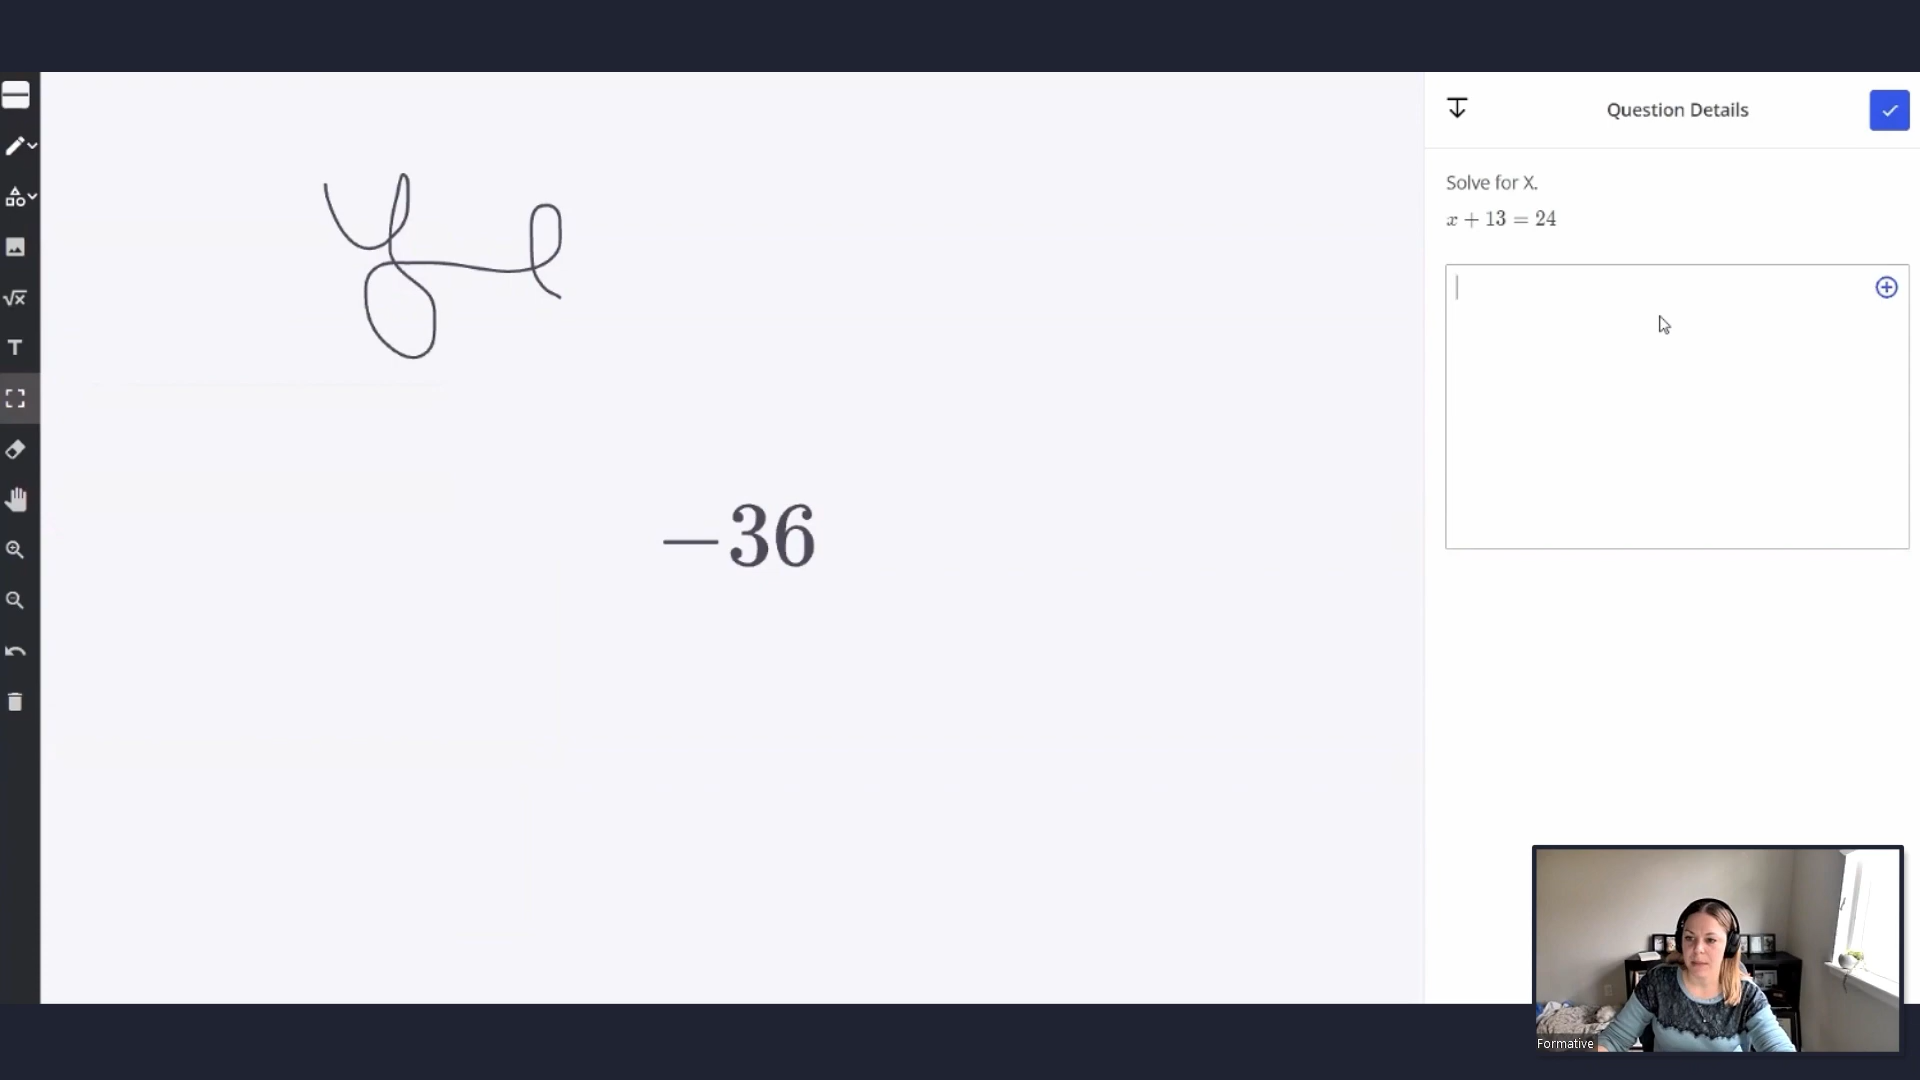 Question Details
Solve for X.
x + 13 = 24
T
−36
Formative